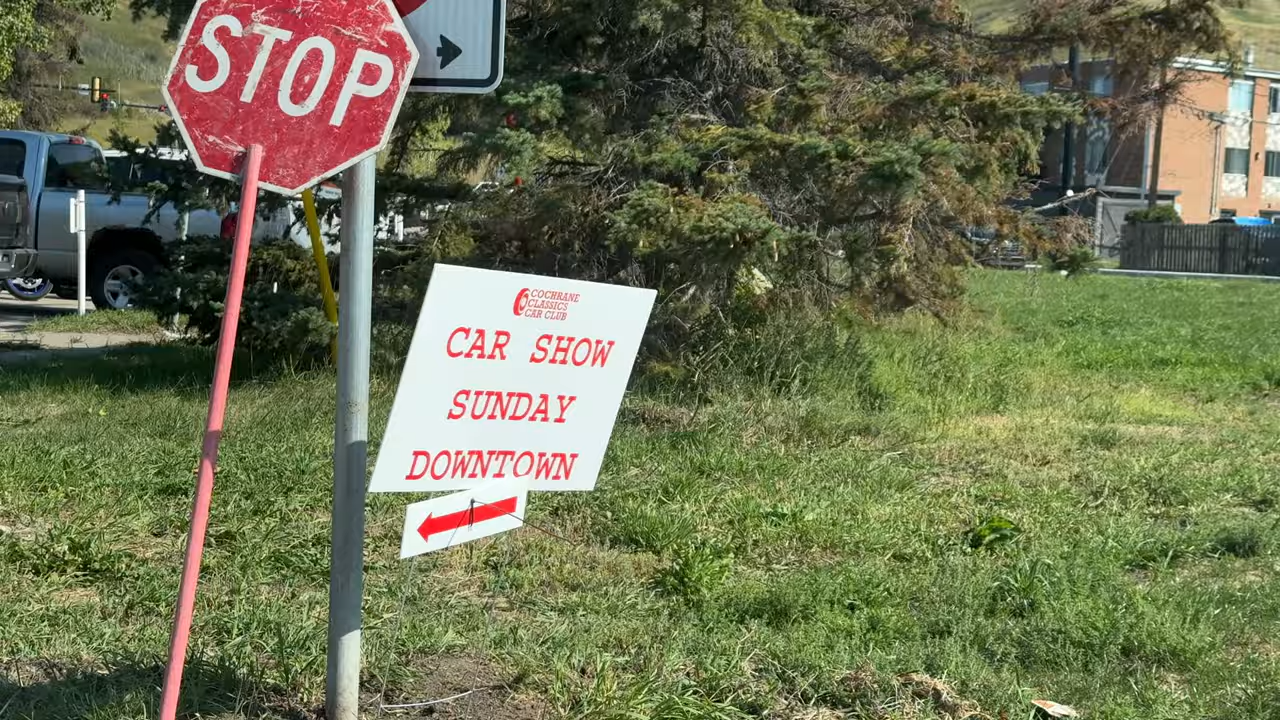 STOP
COCHRANE
CLASSICS
CAR CLUB
CAR SHOW
SUNDAY
DOWNTOWN